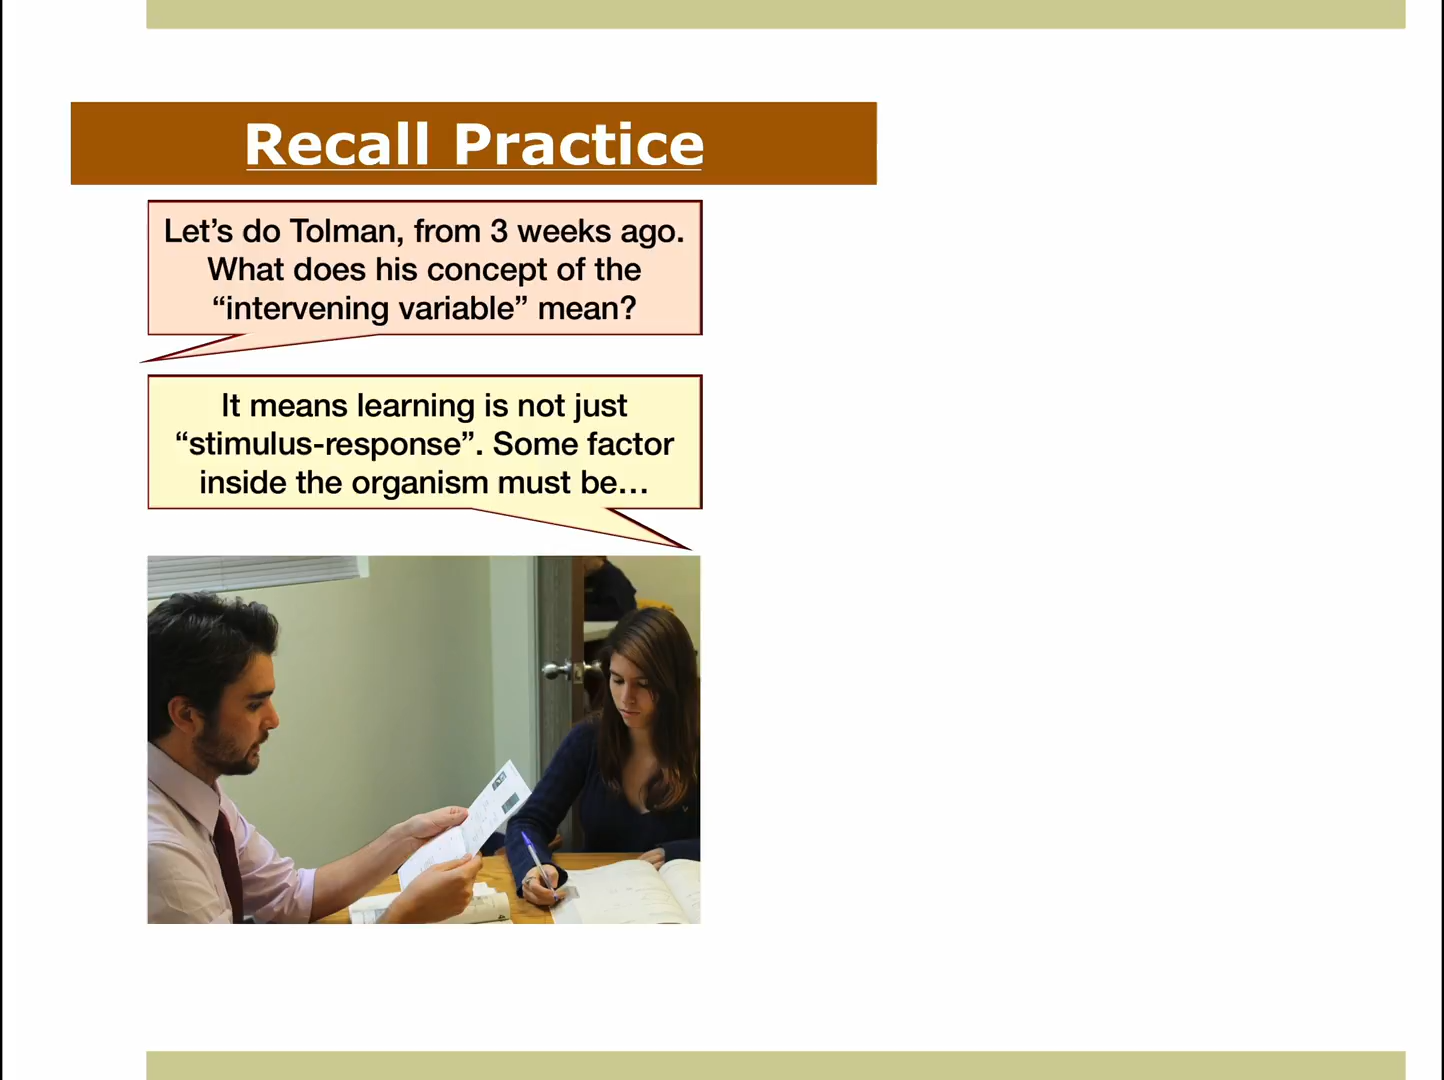 Recall Practice
Let’s do Tolman, from 3 weeks ago.
What does his concept of the
“intervening variable” mean?
It means learning is not just
“stimulus-response”. Some factor
inside the organism must be…